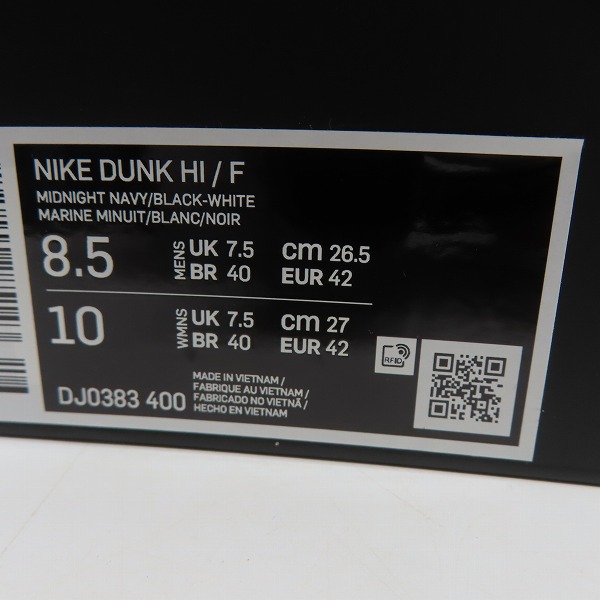 NIKE DUNK HI / F
MIDNIGHT NAVY/BLACK-WHITE
MARINE MINUIT/BLANC/NOIR
8.5 MENS UK 7.5 cm 26.5
BR 40 EUR 42
10 WMNS UK 7.5 cm 27
BR 40 EUR 42
RFID
DJ0383 400
MADE IN VIETNAM /
FABRIQUE AU VIETNAM /
FABRICADO NO VIETNÃ /
HECHO EN VIETNAM